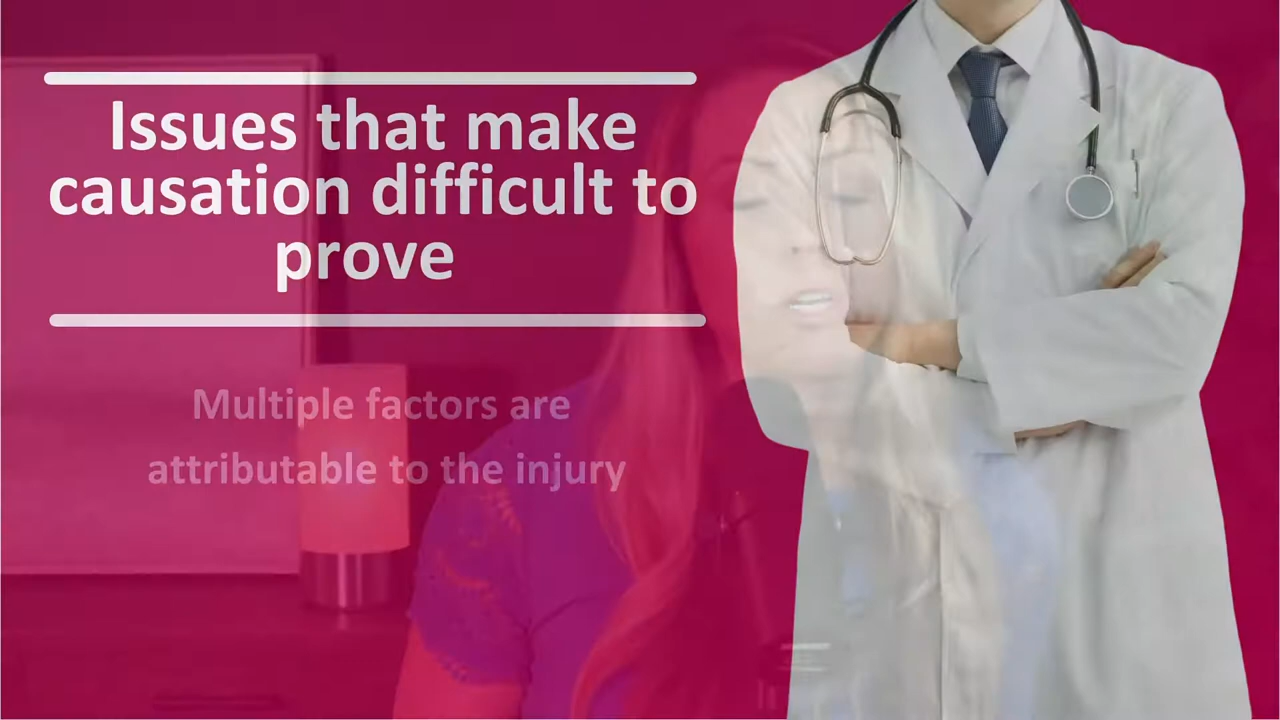 Issues that make
causation difficult to
prove
Multiple factors are
attributable to the injury